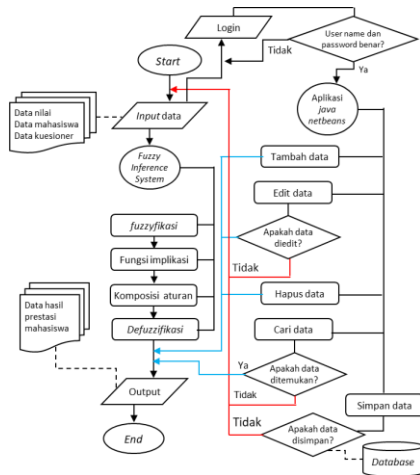 Login
User name dan
password benar?
Tidak
Ya
Start
Input data
Data nilai
Data mahasiswa
Data kuesioner
Aplikasi
java
netbeans
Fuzzy
Inference
System
Tambah data
Edit data
Apakah data
diedit?
Tidak
fuzzyfikasi
Fungsi implikasi
Komposisi aturan
Defuzzifikasi
Hapus data
Cari data
Ya
Apakah data
ditemukan?
Tidak
Data hasil
prestasi
mahasiswa
Output
Simpan data
Tidak
Apakah data
disimpan?
End
Database